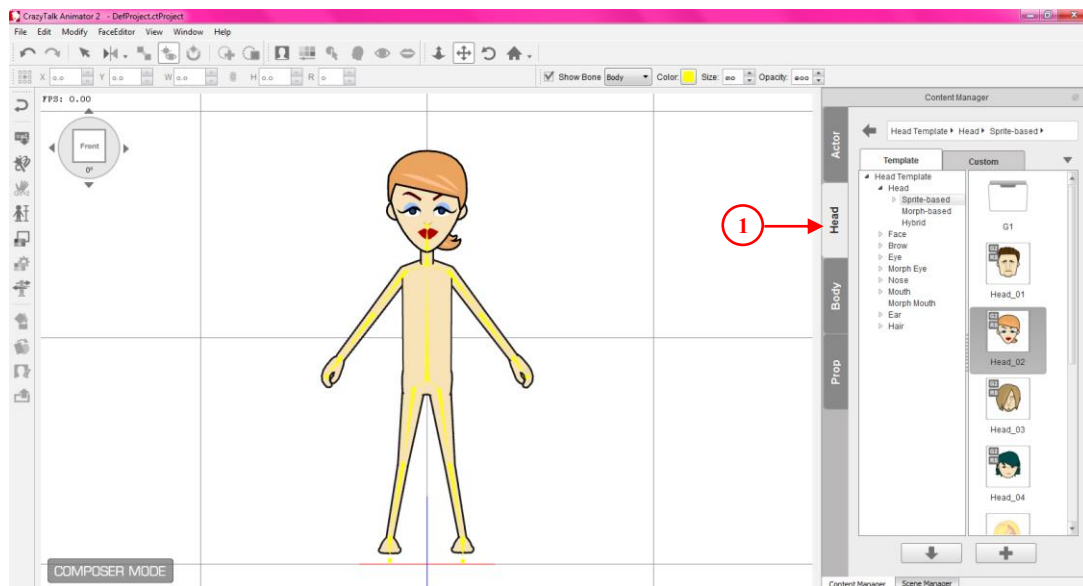 CrazyTalk Animator 2 - DefProject.ctProject
File Edit Modify FaceEditor View Window Help
X 0.0 Y 0.0 W 0.0 H 0.0 R 0 Show Bone Body Color: Size: Opacity:
FPS: 0.00
Front
0°
COMPOSER MODE
1
Content Manager
Actor
Head
Body
Prop
Head Template Head Sprite-based
Template Custom
Head Template
Head
Sprite-based
Morph-based
Hybrid
Face
Brow
Eye
Morph Eye
Nose
Mouth
Morph Mouth
Ear
Hair
G1
Head_01
Head_02
Head_03
Head_04
Content Manager Scene Manager